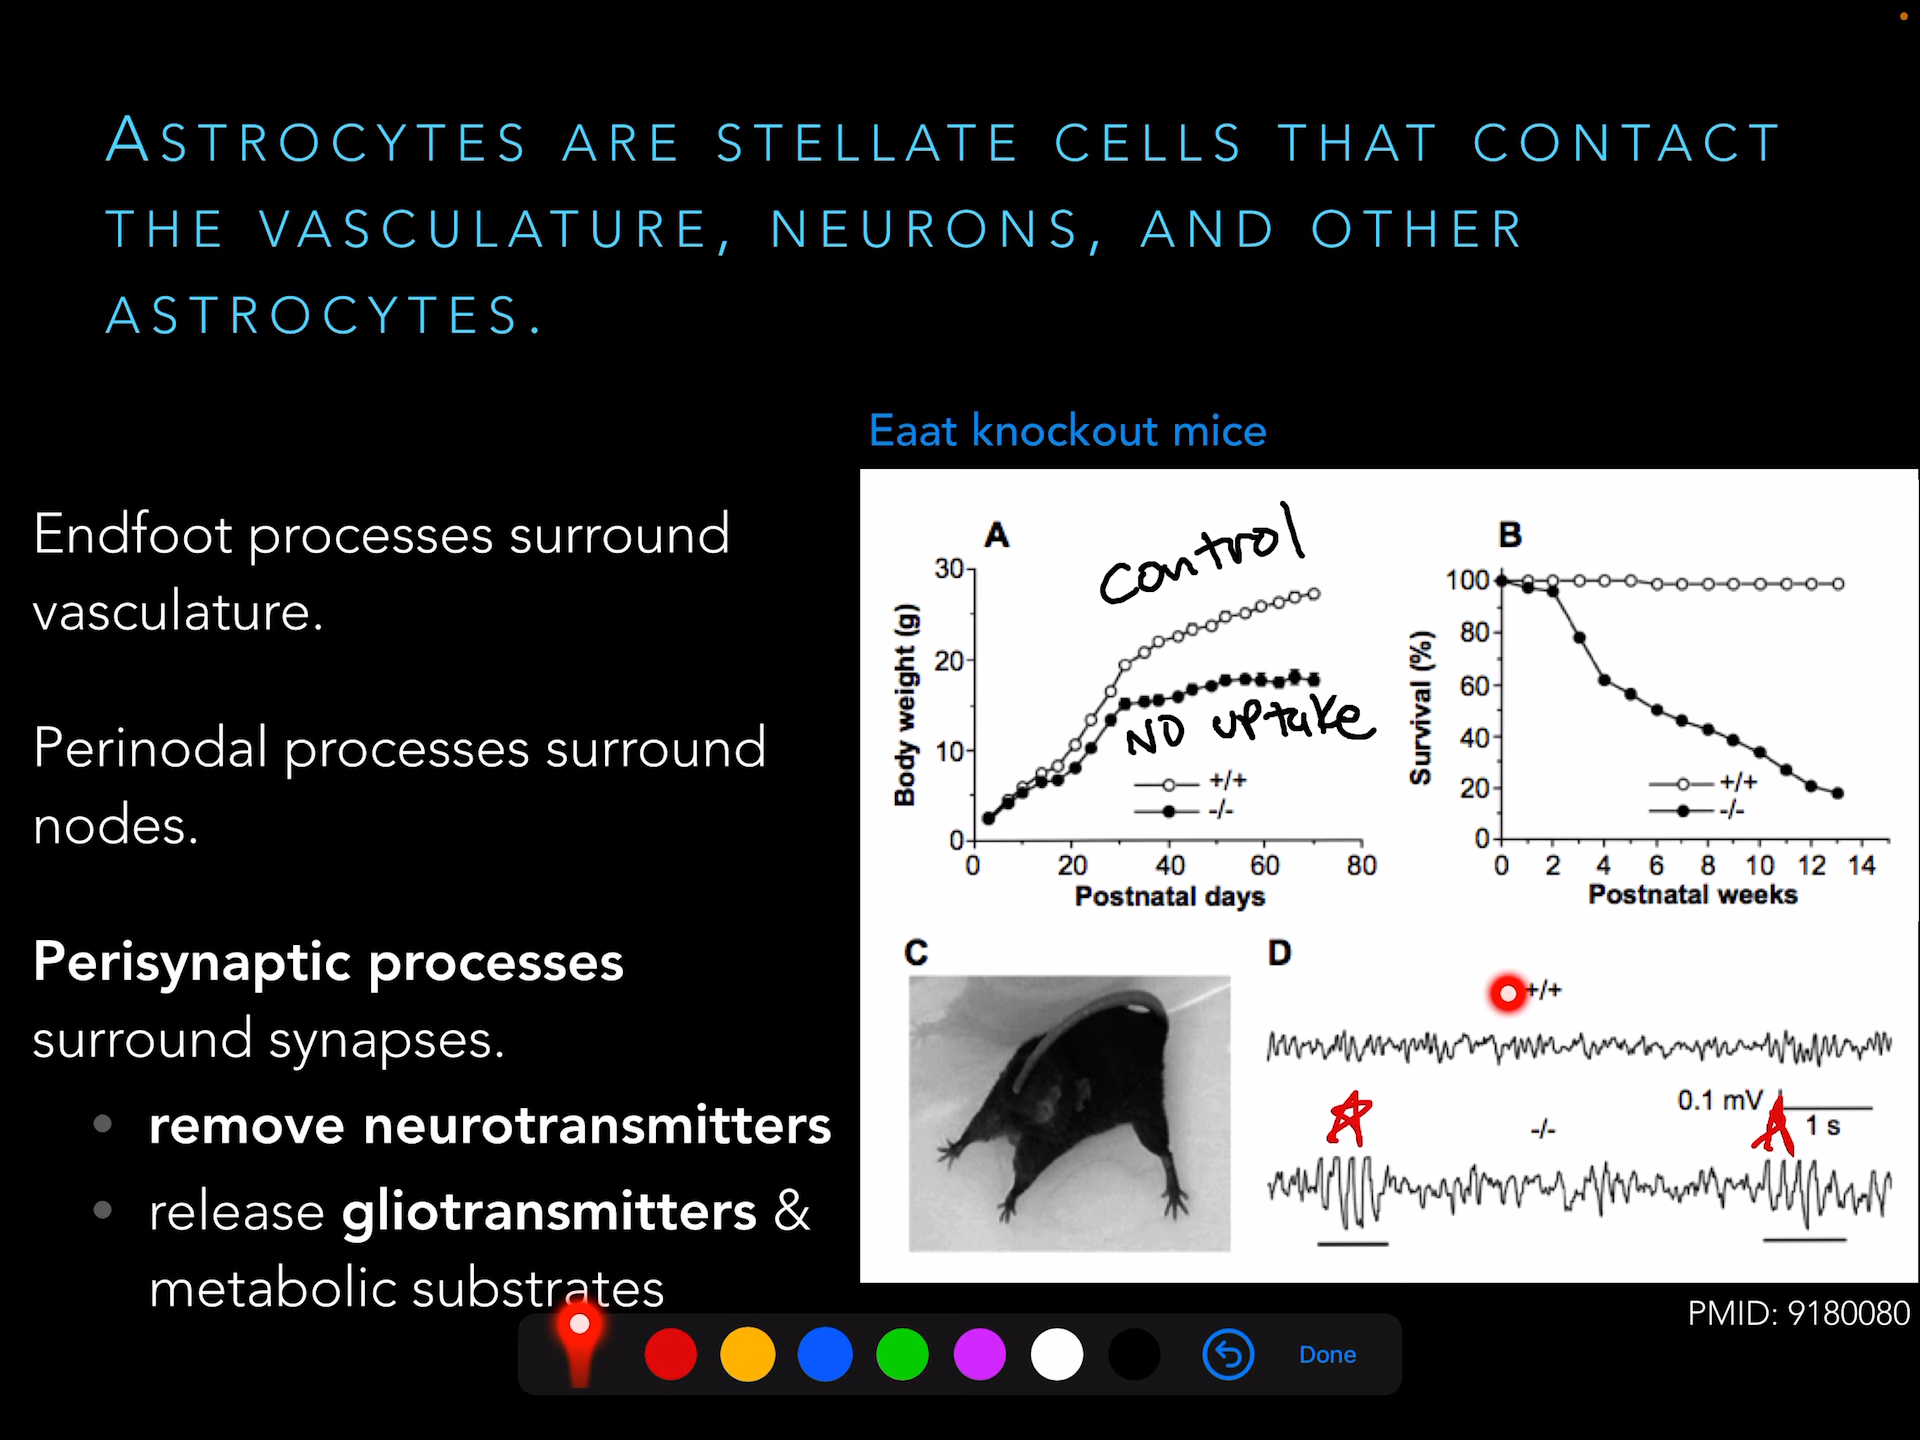 ASTROCYTES ARE STELLATE CELLS THAT CONTACT
THE VASCULATURE, NEURONS, AND OTHER
ASTROCYTES.
Eaat knockout mice
Endfoot processes surround
vasculature.
Perinodal processes surround
nodes.
Perisynaptic processes
surround synapses.
• remove neurotransmitters
• release gliotransmitters &
metabolic substrates
A
Control
30
20
10
0
Body weight (g)
NO uptake
+/+
-/-
0 20 40 60 80
Postnatal days
B
100
80
60
40
20
0
Survival (%)
+/+
-/-
0 2 4 6 8 10 12 14
Postnatal weeks
C
D
+/+
0.1 mV
1 s
-/-
PMID: 9180080
Done